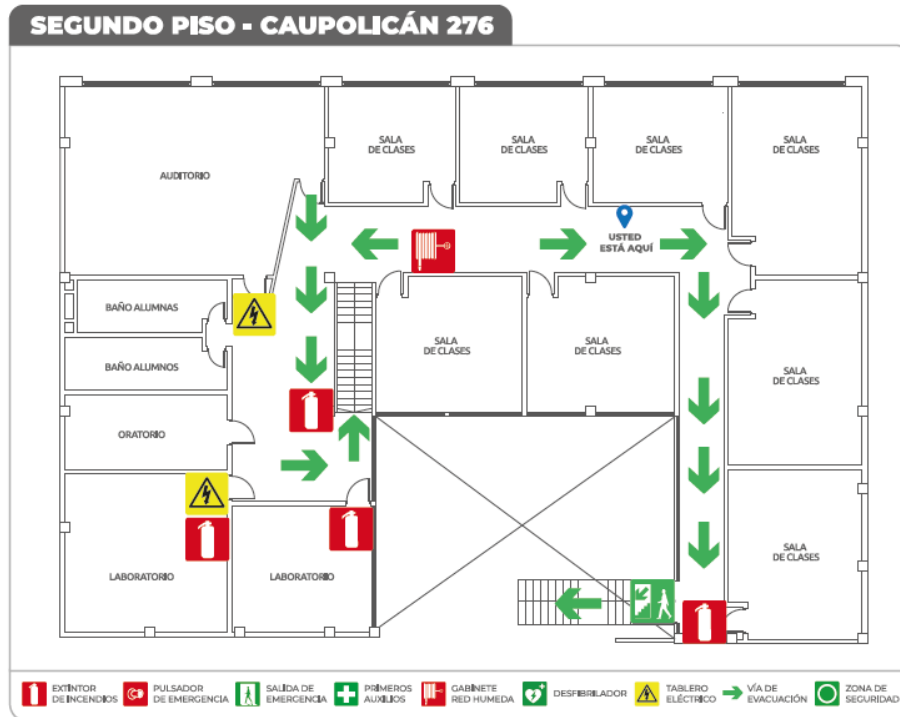 SEGUNDO PISO - CAUPOLICÁN 276
SALA
DE CLASES
SALA
DE CLASES
SALA
DE CLASES
SALA
DE CLASES
AUDITORIO
USTED
ESTÁ AQUÍ
BAÑO ALUMNAS
BAÑO ALUMNOS
SALA
DE CLASES
SALA
DE CLASES
SALA
DE CLASES
ORATORIO
SALA
DE CLASES
LABORATORIO
LABORATORIO
EXTINTOR
DE INCENDIOS
PULSADOR
DE EMERGENCIA
SALIDA DE
EMERGENCIA
PRIMEROS
AUXILIOS
GABINETE
RED HUMEDA
DESFIBRILADOR
TABLERO
ELÉCTRICO
VÍA DE
EVACUACIÓN
ZONA DE
SEGURIDAD